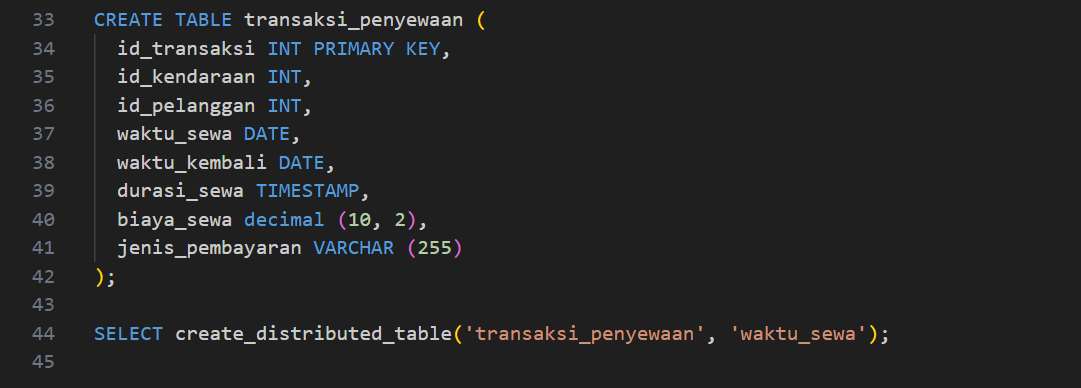 33 CREATE TABLE transaksi_penyewaan (
34 id_transaksi INT PRIMARY KEY,
35 id_kendaraan INT,
36 id_pelanggan INT,
37 waktu_sewa DATE,
38 waktu_kembali DATE,
39 durasi_sewa TIMESTAMP,
40 biaya_sewa decimal (10, 2),
41 jenis_pembayaran VARCHAR (255)
42 );
43
44 SELECT create_distributed_table('transaksi_penyewaan', 'waktu_sewa');
45